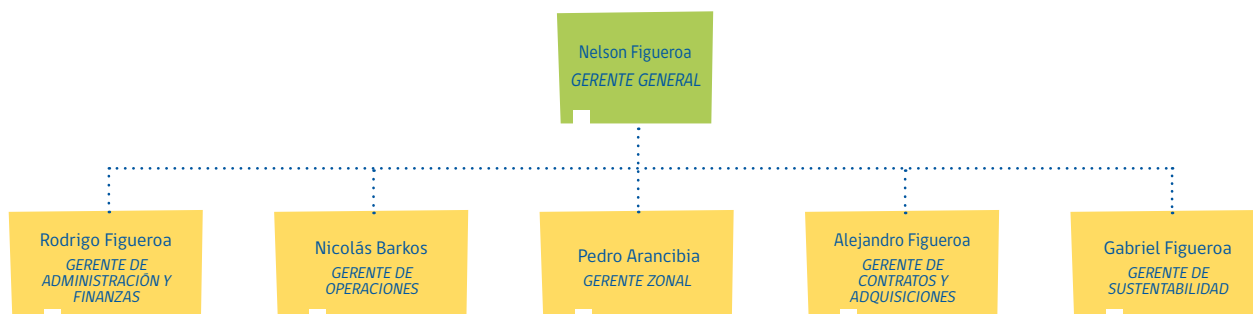 Nelson Figueroa
GERENTE GENERAL
Rodrigo Figueroa
GERENTE DE
ADMINISTRACIÓN Y
FINANZAS
Nicolás Barkos
GERENTE DE
OPERACIONES
Pedro Arancibia
GERENTE ZONAL
Alejandro Figueroa
GERENTE DE
CONTRATOS Y
ADQUISICIONES
Gabriel Figueroa
GERENTE DE
SUSTENTABILIDAD